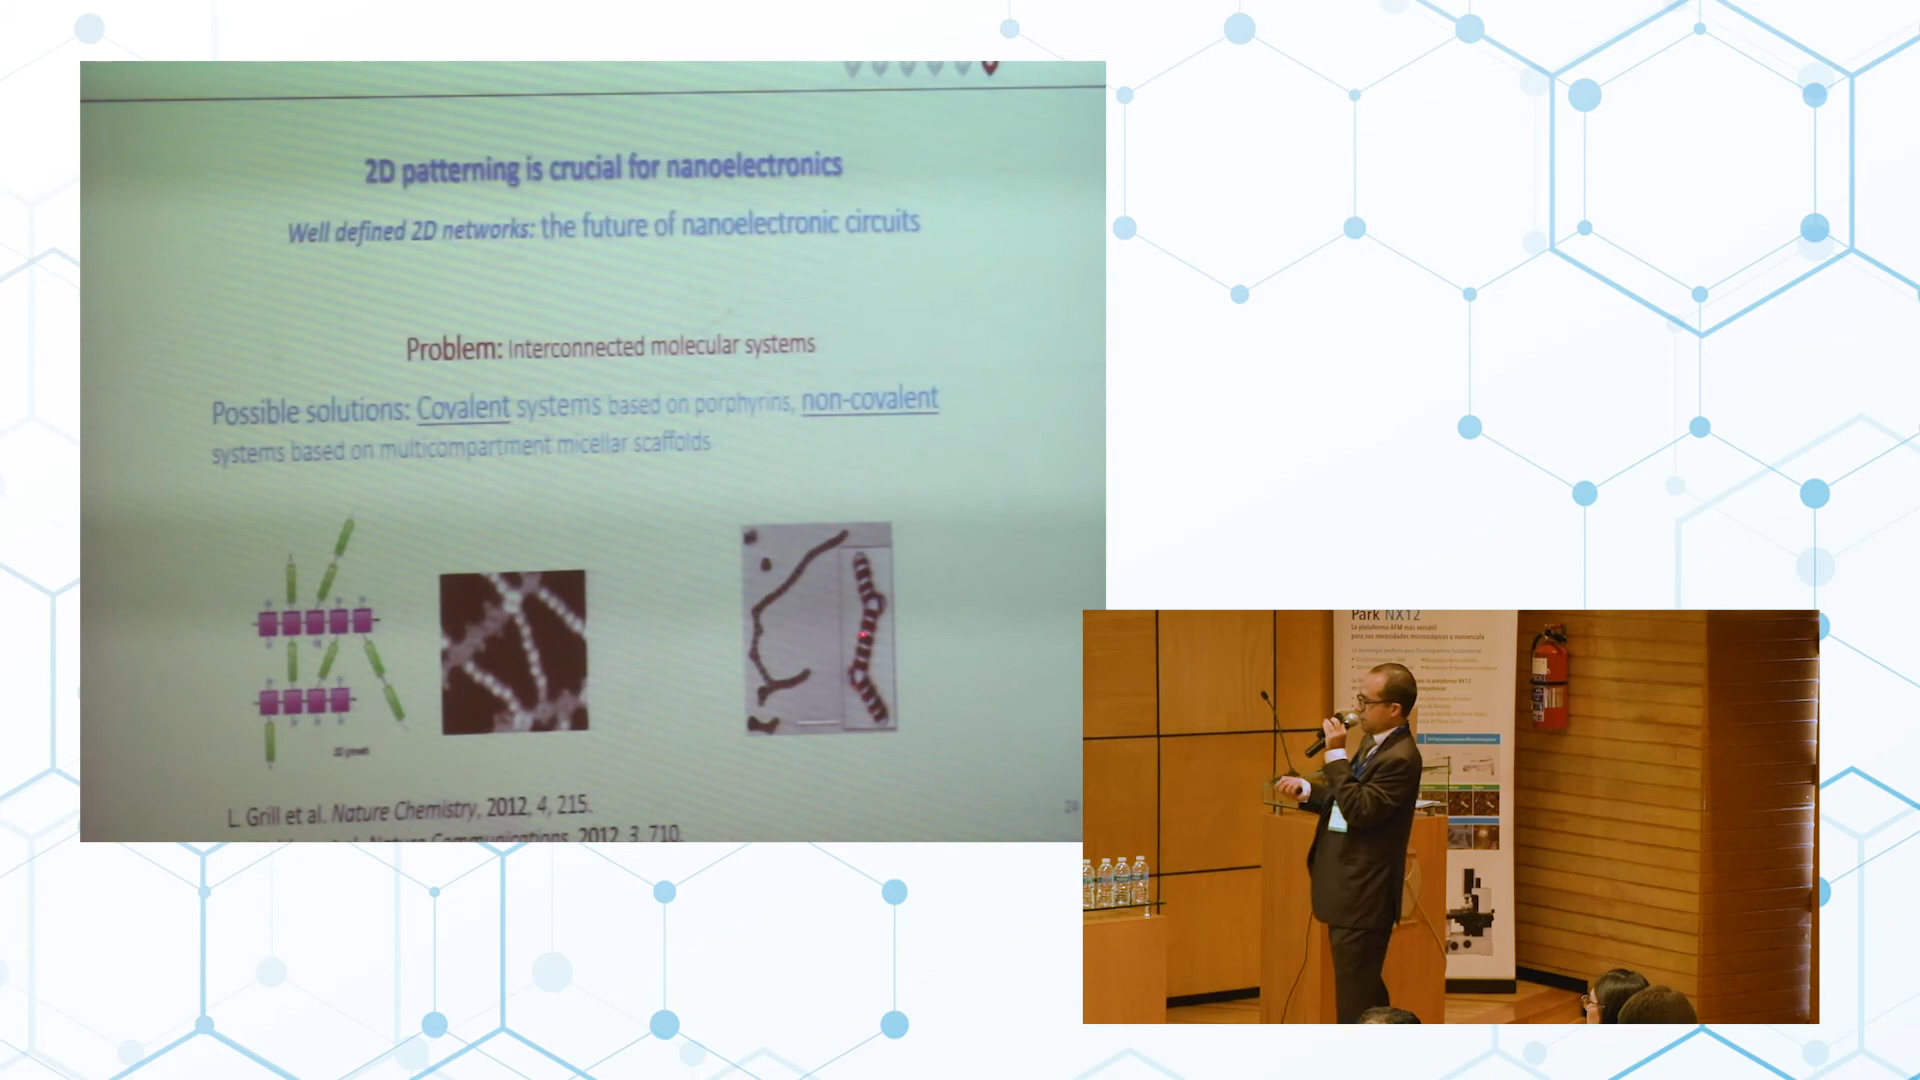 2D patterning is crucial for nanoelectronics
Well defined 2D networks: the future of nanoelectronic circuits
Problem: Interconnected molecular systems
Possible solutions: Covalent systems based on porphyrins, non-covalent
systems based on multicompartment micellar scaffolds
2D growth
L. Grill et al. Nature Chemistry, 2012, 4, 215.
Nature Communications, 2012, 3, 710.
Park NX12
La plataforma AFM más versátil
para sus necesidades microscópicas a nanoescala